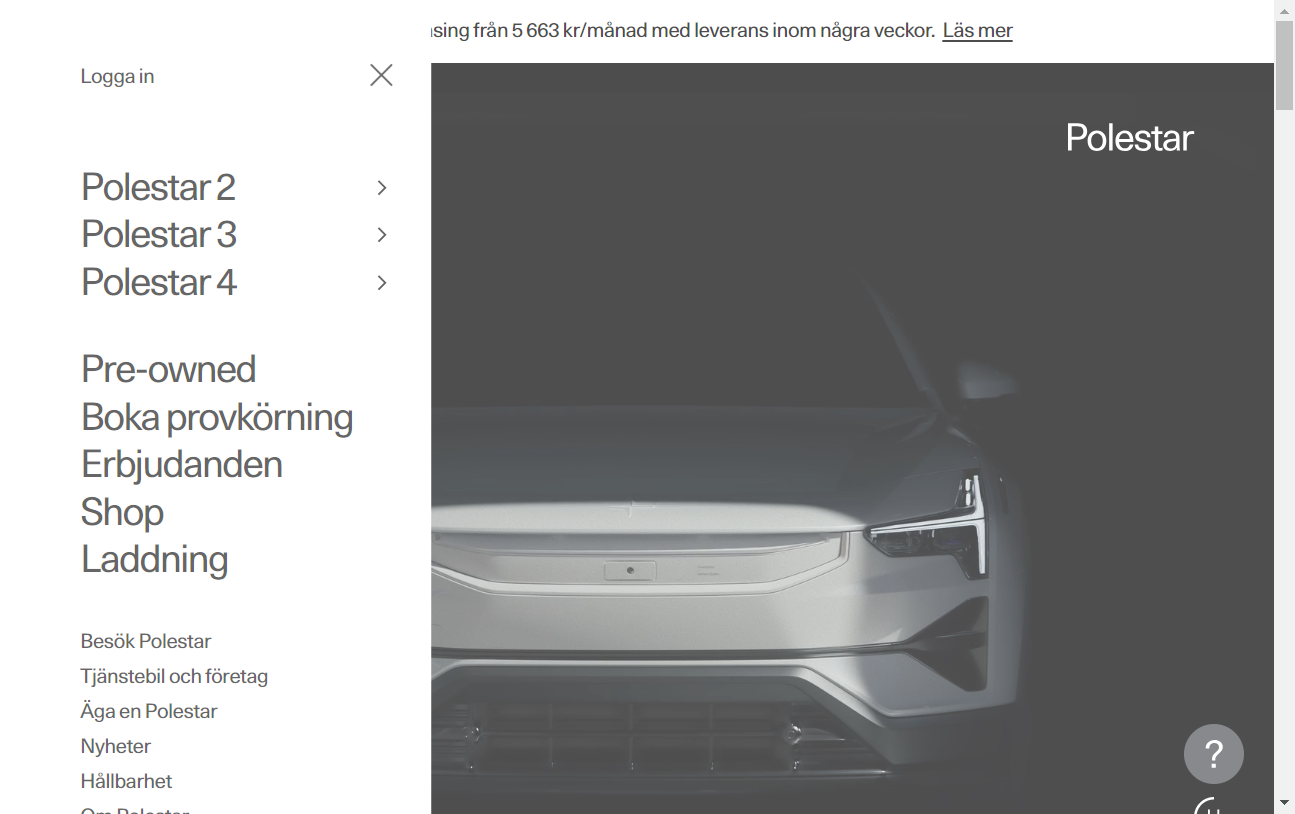 sing från 5 663 kr/månad med leverans inom några veckor. Läs mer
Logga in
Polestar
Polestar 2
Polestar 3
Polestar 4
Pre-owned
Boka provkörning
Erbjudanden
Shop
Laddning
Besök Polestar
Tjänstebil och företag
Äga en Polestar
Nyheter
Hållbarhet
Om Polestar
?